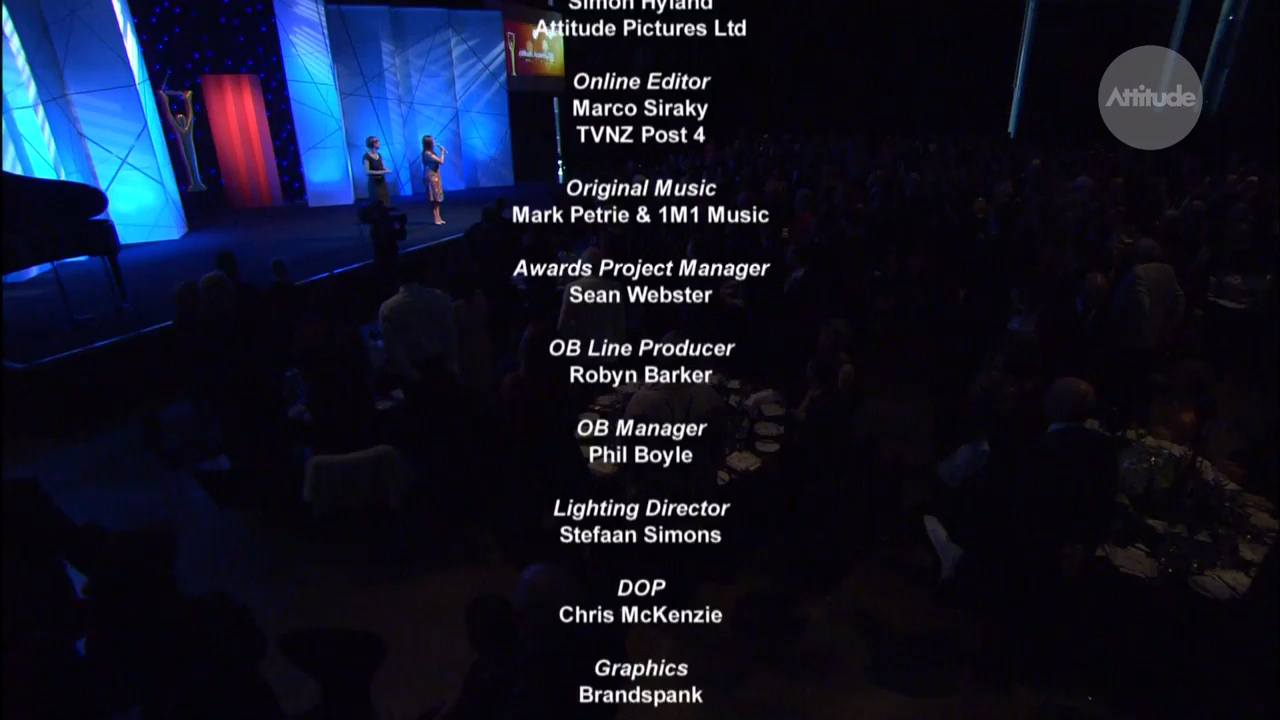 Simon Hyland
Attitude Pictures Ltd
Attitude
Online Editor
Marco Siraky
TVNZ Post 4
Original Music
Mark Petrie & 1M1 Music
Awards Project Manager
Sean Webster
OB Line Producer
Robyn Barker
OB Manager
Phil Boyle
Lighting Director
Stefaan Simons
DOP
Chris McKenzie
Graphics
Brandspank